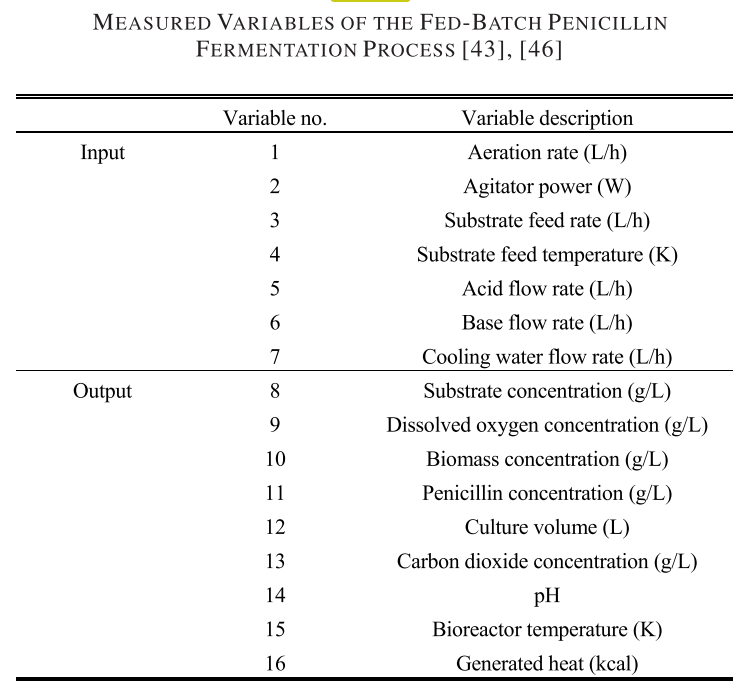 MEASURED VARIABLES OF THE FED-BATCH PENICILLIN
FERMENTATION PROCESS [43], [46]
Variable no. Variable description
Input 1 Aeration rate (L/h)
2 Agitator power (W)
3 Substrate feed rate (L/h)
4 Substrate feed temperature (K)
5 Acid flow rate (L/h)
6 Base flow rate (L/h)
7 Cooling water flow rate (L/h)
Output 8 Substrate concentration (g/L)
9 Dissolved oxygen concentration (g/L)
10 Biomass concentration (g/L)
11 Penicillin concentration (g/L)
12 Culture volume (L)
13 Carbon dioxide concentration (g/L)
14 pH
15 Bioreactor temperature (K)
16 Generated heat (kcal)